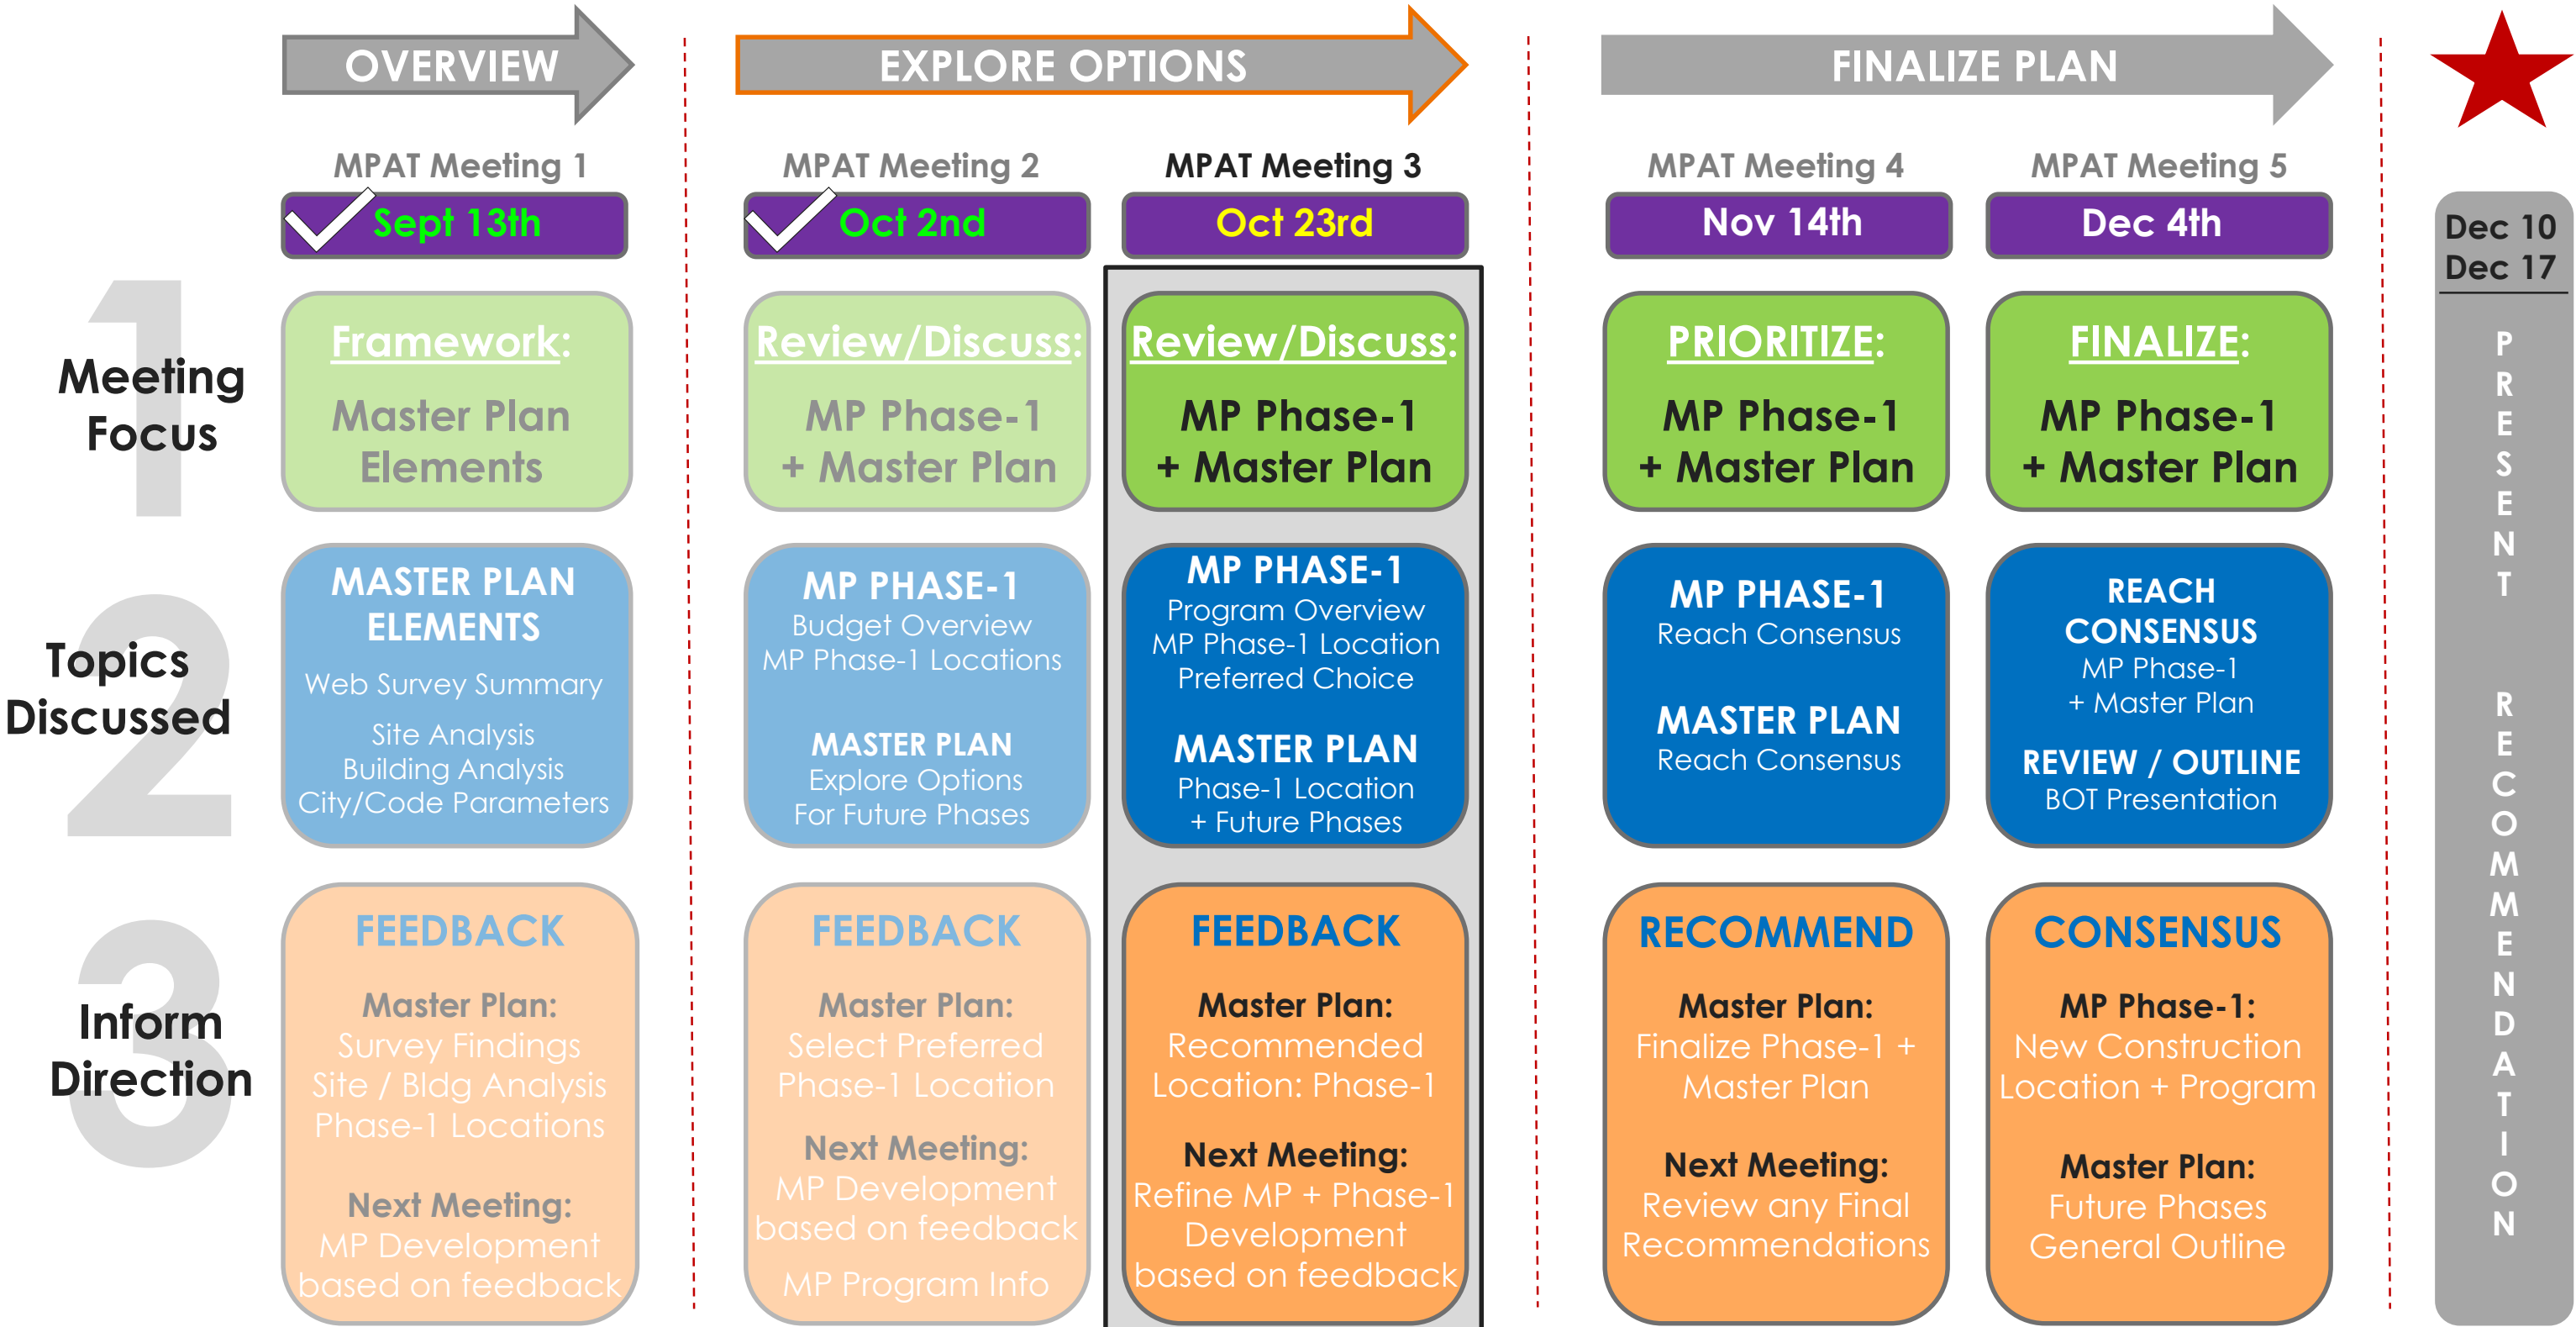 OVERVIEW
EXPLORE OPTIONS
FINALIZE PLAN
MPAT Meeting 1
MPAT Meeting 2
MPAT Meeting 3
MPAT Meeting 4
MPAT Meeting 5
Sept 13th
Oct 2nd
Oct 23rd
Nov 14th
Dec 4th
Dec 10
Dec 17
1
Meeting
Focus
Framework:
Master Plan
Elements
Review/Discuss:
MP Phase-1
+ Master Plan
Review/Discuss:
MP Phase-1
+ Master Plan
PRIORITIZE:
MP Phase-1
+ Master Plan
FINALIZE:
MP Phase-1
+ Master Plan
2
Topics
Discussed
MASTER PLAN
ELEMENTS
Web Survey Summary
Site Analysis
Building Analysis
City/Code Parameters
MP PHASE-1
Budget Overview
MP Phase-1 Locations
MASTER PLAN
Explore Options
For Future Phases
MP PHASE-1
Program Overview
MP Phase-1 Location
Preferred Choice
MASTER PLAN
Phase-1 Location
+ Future Phases
MP PHASE-1
Reach Consensus
MASTER PLAN
Reach Consensus
REACH
CONSENSUS
MP Phase-1
+ Master Plan
REVIEW / OUTLINE
BOT Presentation
3
Inform
Direction
FEEDBACK
Master Plan:
Survey Findings
Site / Bldg Analysis
Phase-1 Locations
Next Meeting:
MP Development
based on feedback
FEEDBACK
Master Plan:
Select Preferred
Phase-1 Location
Next Meeting:
MP Development
based on feedback
MP Program Info
FEEDBACK
Master Plan:
Recommended
Location: Phase-1
Next Meeting:
Refine MP + Phase-1
Development
based on feedback
RECOMMEND
Master Plan:
Finalize Phase-1 +
Master Plan
Next Meeting:
Review any Final
Recommendations
CONSENSUS
MP Phase-1:
New Construction
Location + Program
Master Plan:
Future Phases
General Outline
PRESENT RECOMMENDATION